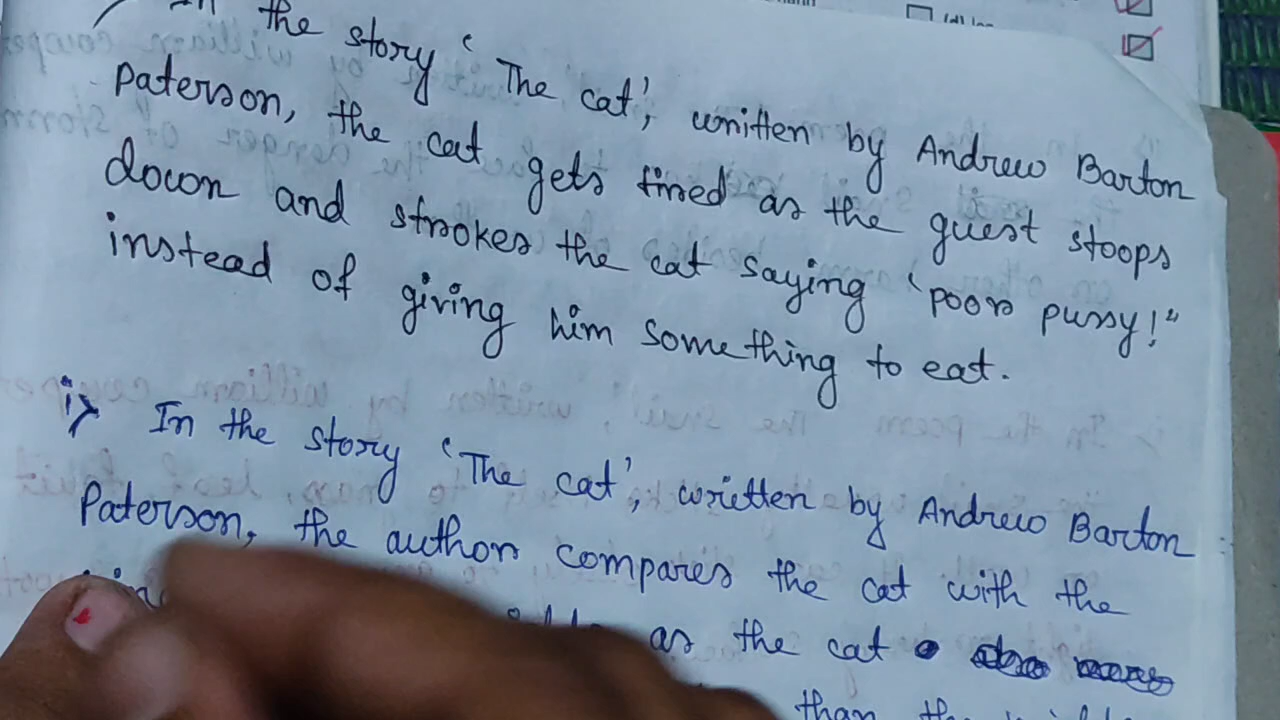 In the story 'The cat', written by Andrew Barton
Paterson, the cat gets tired as the guest stoops
down and strokes the cat saying 'poor pussy!"
instead of giving him something to eat.
i> In the story 'The cat', written by Andrew Barton
Paterson, the author compares the cat with the
as the cat
than the